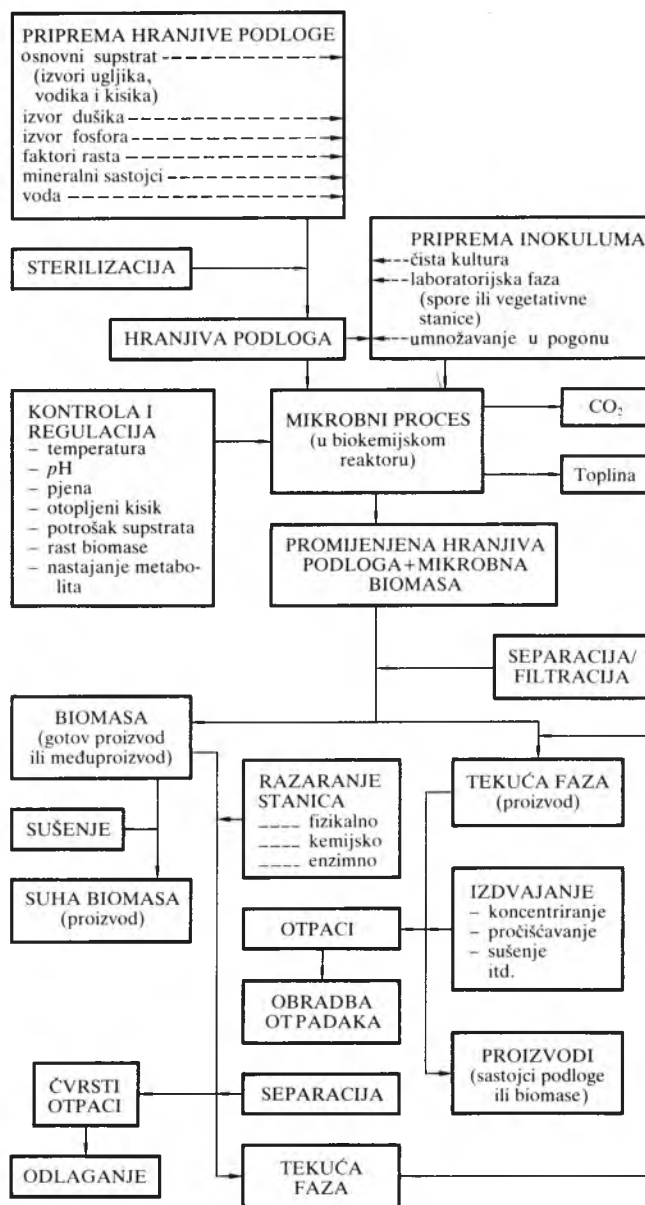 PRIPREMA HRANJIVE PODLOGE
osnovni supstrat
(izvori ugljika,
vodika i kisika)
izvor dušika
izvor fosfora
faktori rasta
mineralni sastojci
voda
STERILIZACIJA
PRIPREMA INOKULUMA
čista kultura
laboratorijska faza
(spore ili vegetativne
stanice)
umnožavanje u pogonu
HRANJIVA PODLOGA
KONTROLA I
REGULACIJA
– temperatura
– pH
– pjena
– otopljeni kisik
– potrošak supstrata
– rast biomase
– nastajanje metabo-
lita
MIKROBNI PROCES
(u biokemijskom
reaktoru)
CO₂
Toplina
PROMIJENJENA HRANJIVA
PODLOGA+MIKROBNA
BIOMASA
SEPARACIJA/
FILTRACIJA
BIOMASA
(gotov proizvod
ili međuproizvod)
RAZARANJE
STANICA
fizikalno
kemijsko
enzimno
TEKUĆA FAZA
(proizvod)
SUŠENJE
SUHA BIOMASA
(proizvod)
OTPACI
IZDVAJANJE
– koncentriranje
– pročišćavanje
– sušenje
itd.
OBRADBA
OTPADAKA
PROIZVODI
(sastojci podloge
ili biomase)
ČVRSTI
OTPACI
SEPARACIJA
ODLAGANJE
TEKUĆA
FAZA